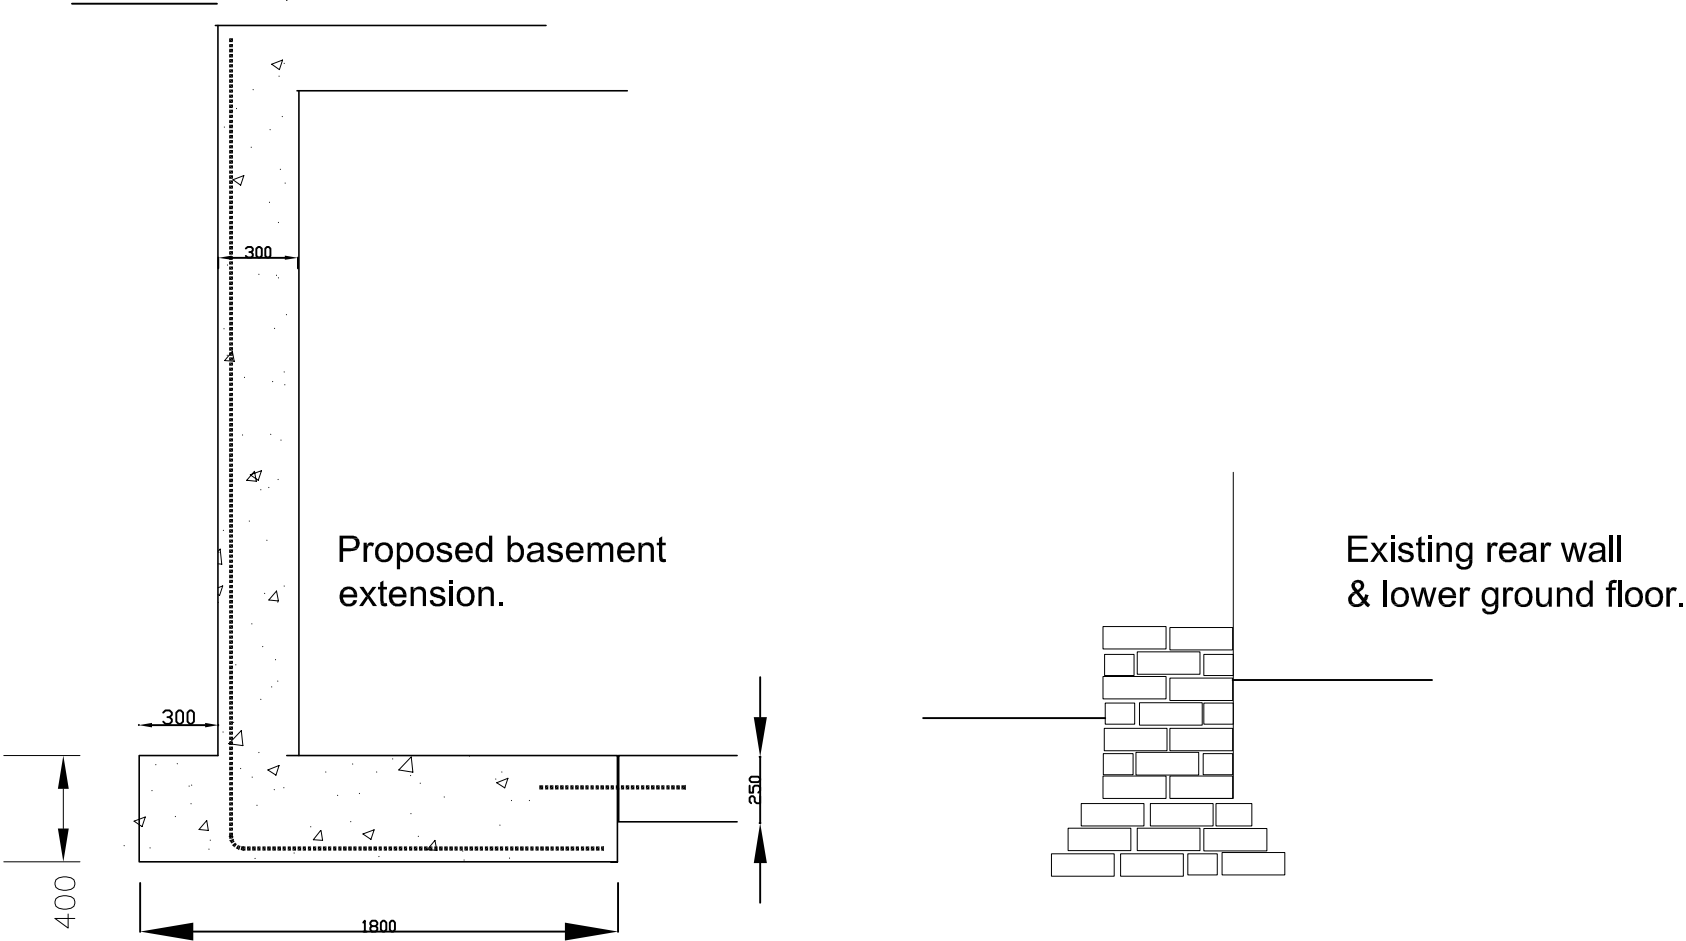 300
Proposed basement
extension.
Existing rear wall
& lower ground floor.
300
250
400
1800